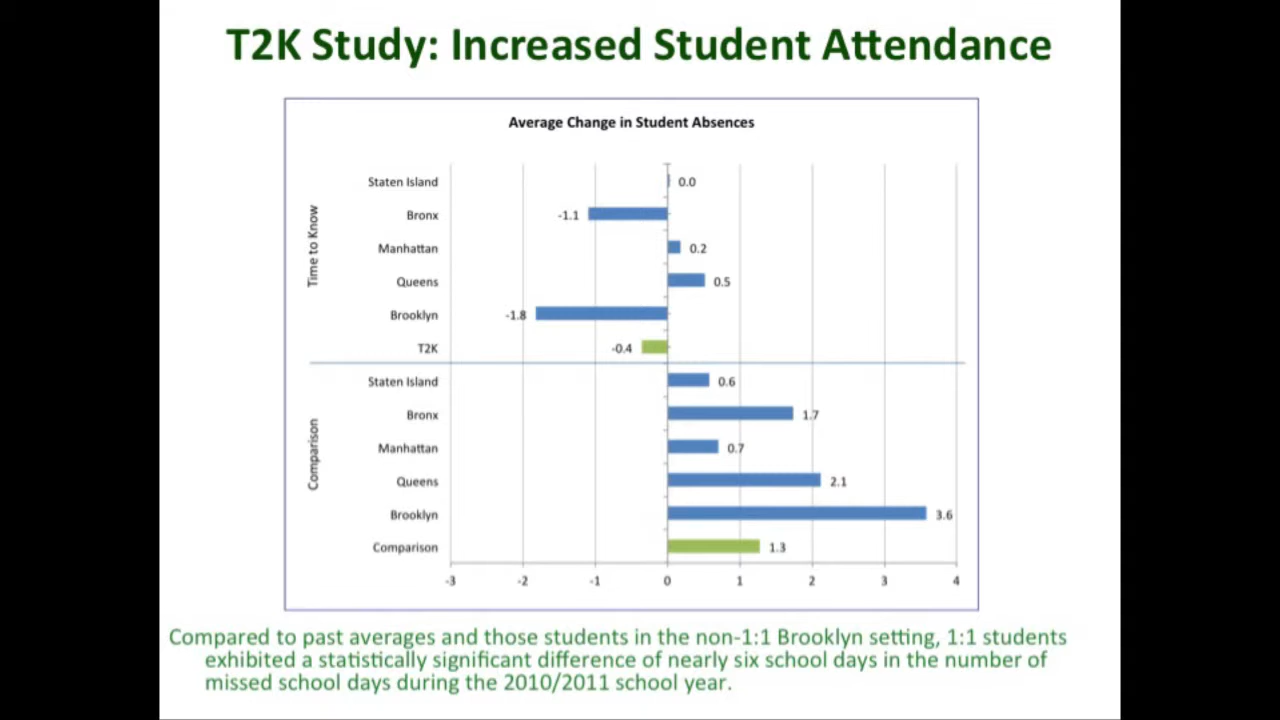 T2K Study: Increased Student Attendance
Average Change in Student Absences
Time to Know
Staten Island 0.0
Bronx -1.1
Manhattan 0.2
Queens 0.5
Brooklyn -1.8
T2K -0.4
Comparison
Staten Island 0.6
Bronx 1.7
Manhattan 0.7
Queens 2.1
Brooklyn 3.6
Comparison 1.3
-3 -2 -1 0 1 2 3 4
Compared to past averages and those students in the non-1:1 Brooklyn setting, 1:1 students
exhibited a statistically significant difference of nearly six school days in the number of
missed school days during the 2010/2011 school year.